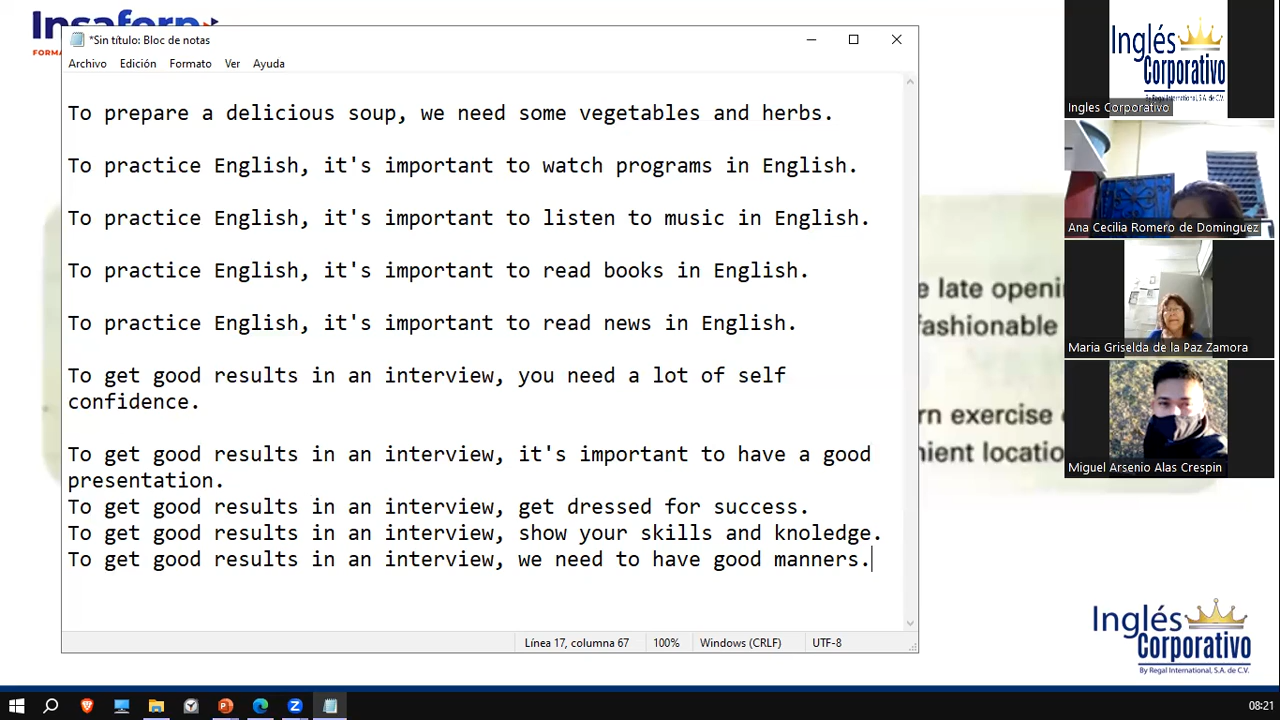 Insaforp
FORMA
*Sin título: Bloc de notas
Archivo Edición Formato Ver Ayuda
To prepare a delicious soup, we need some vegetables and herbs.
To practice English, it's important to watch programs in English.
To practice English, it's important to listen to music in English.
To practice English, it's important to read books in English.
To practice English, it's important to read news in English.
To get good results in an interview, you need a lot of self
confidence.
To get good results in an interview, it's important to have a good
presentation.
To get good results in an interview, get dressed for success.
To get good results in an interview, show your skills and knoledge.
To get good results in an interview, we need to have good manners.
Línea 17, columna 67 100% Windows (CRLF) UTF-8
e late openi
fashionable
rn exercise
nient locatio
Inglés
Corporativo
By Regal International, S.A. de C.V.
Ingles Corporativo
Ana Cecilia Romero de Dominguez
Maria Griselda de la Paz Zamora
Miguel Arsenio Alas Crespin
Inglés
Corporativo
By Regal International, S.A. de C.V.
08:21